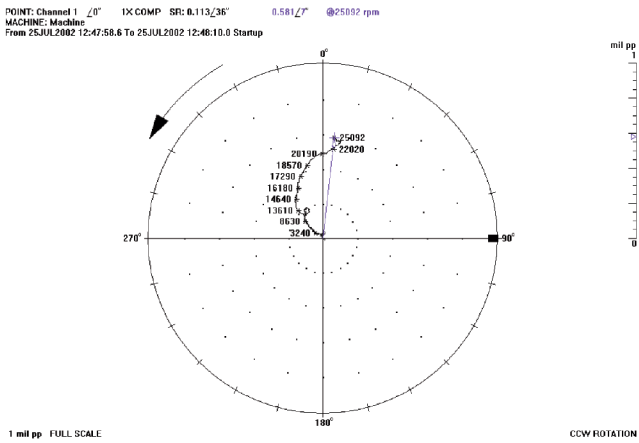 POINT: Channel 1 ∠0° 1X COMP SR: 0.113∠36° 0.581∠7° @25092 rpm
MACHINE: Machine
From 25JUL2002 12:47:58.6 To 25JUL2002 12:48:10.0 Startup
mil pp
1
0°
25092
22020
20190
18570
17290
16180
14640
13610
8630
3240
270°
90°
0
180°
1 mil pp FULL SCALE
CCW ROTATION